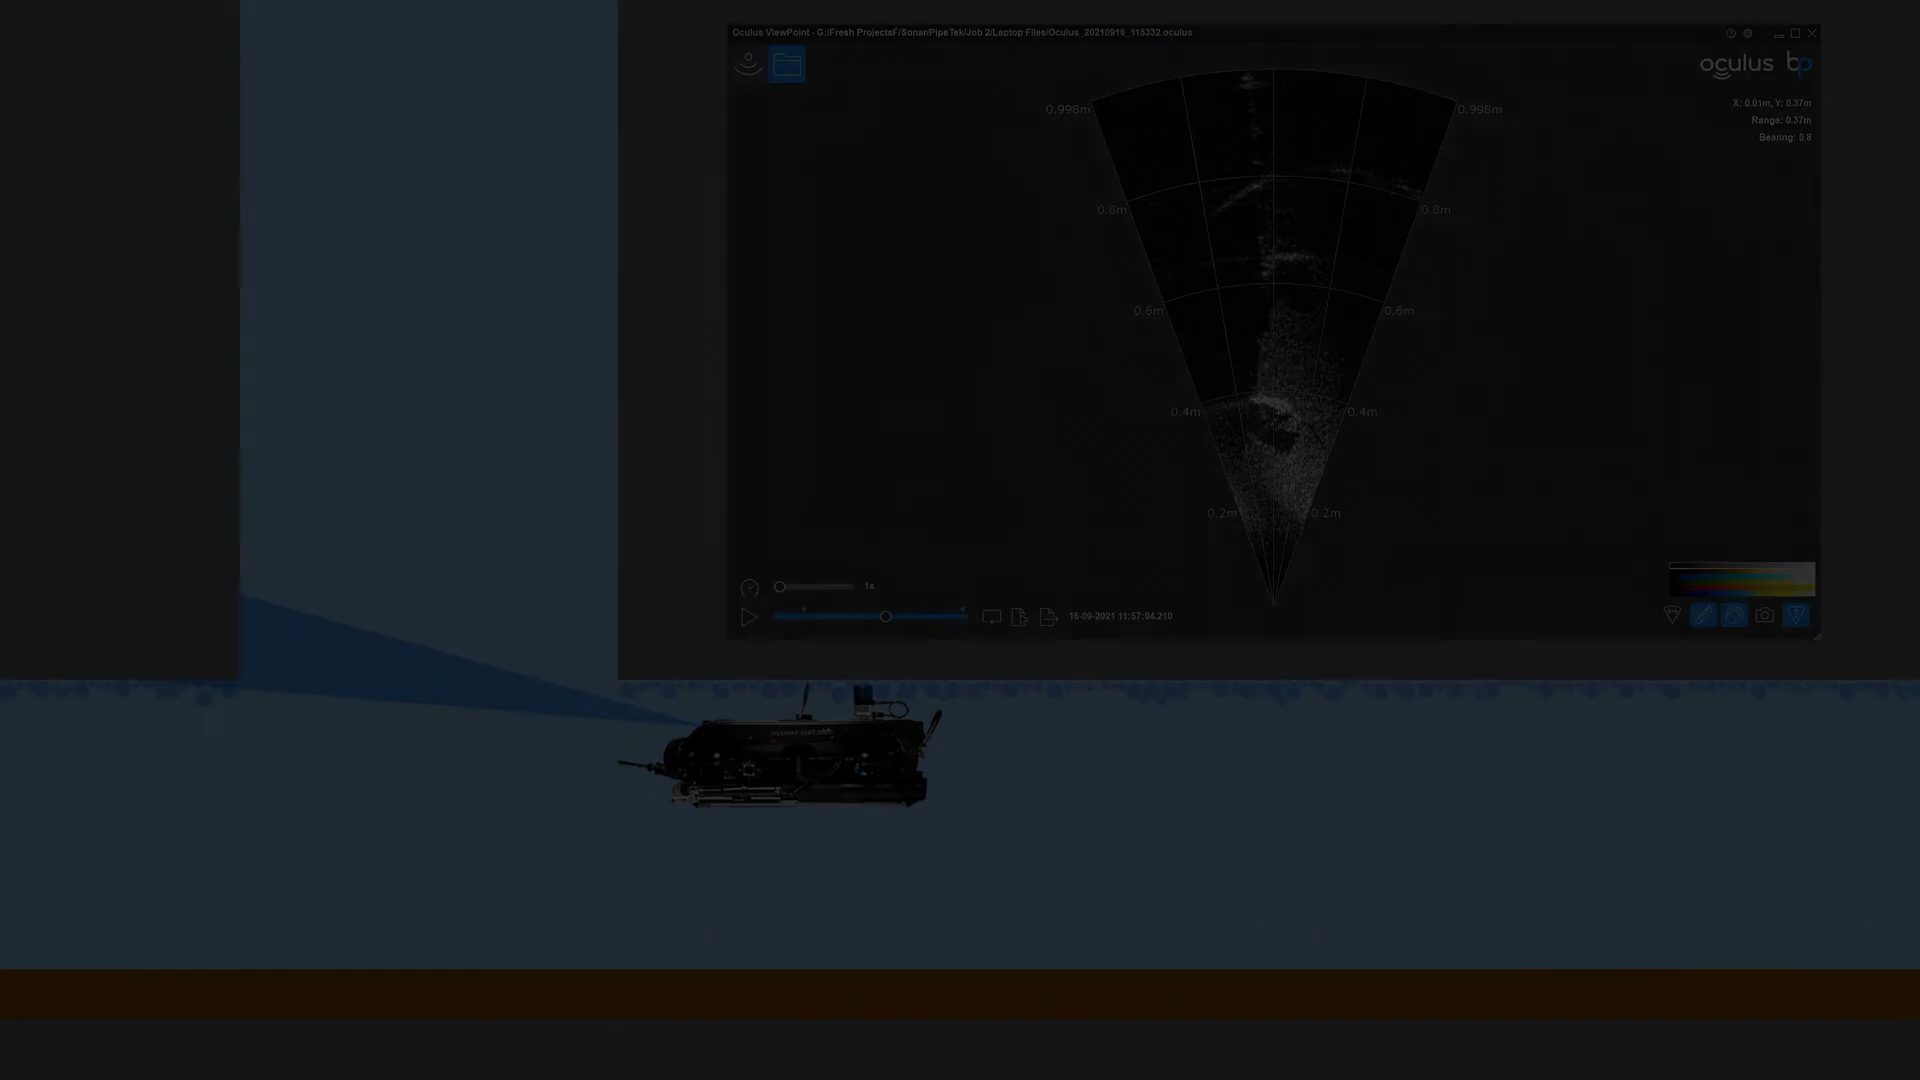 Oculus ViewPoint - G:/Fresh ProjectsF/Sonar/PipeTek/Job 2/Laptop Files/Oculus_20210916_115332.oculus
oculus bp
X: 0.01m, Y: 0.37m
Range: 0.37m
Bearing: 0.8
0.998m 0.998m
0.8m 0.8m
0.6m 0.6m
0.4m 0.4m
0.2m 0.2m
1x
16-09-2021 11:57:04.210